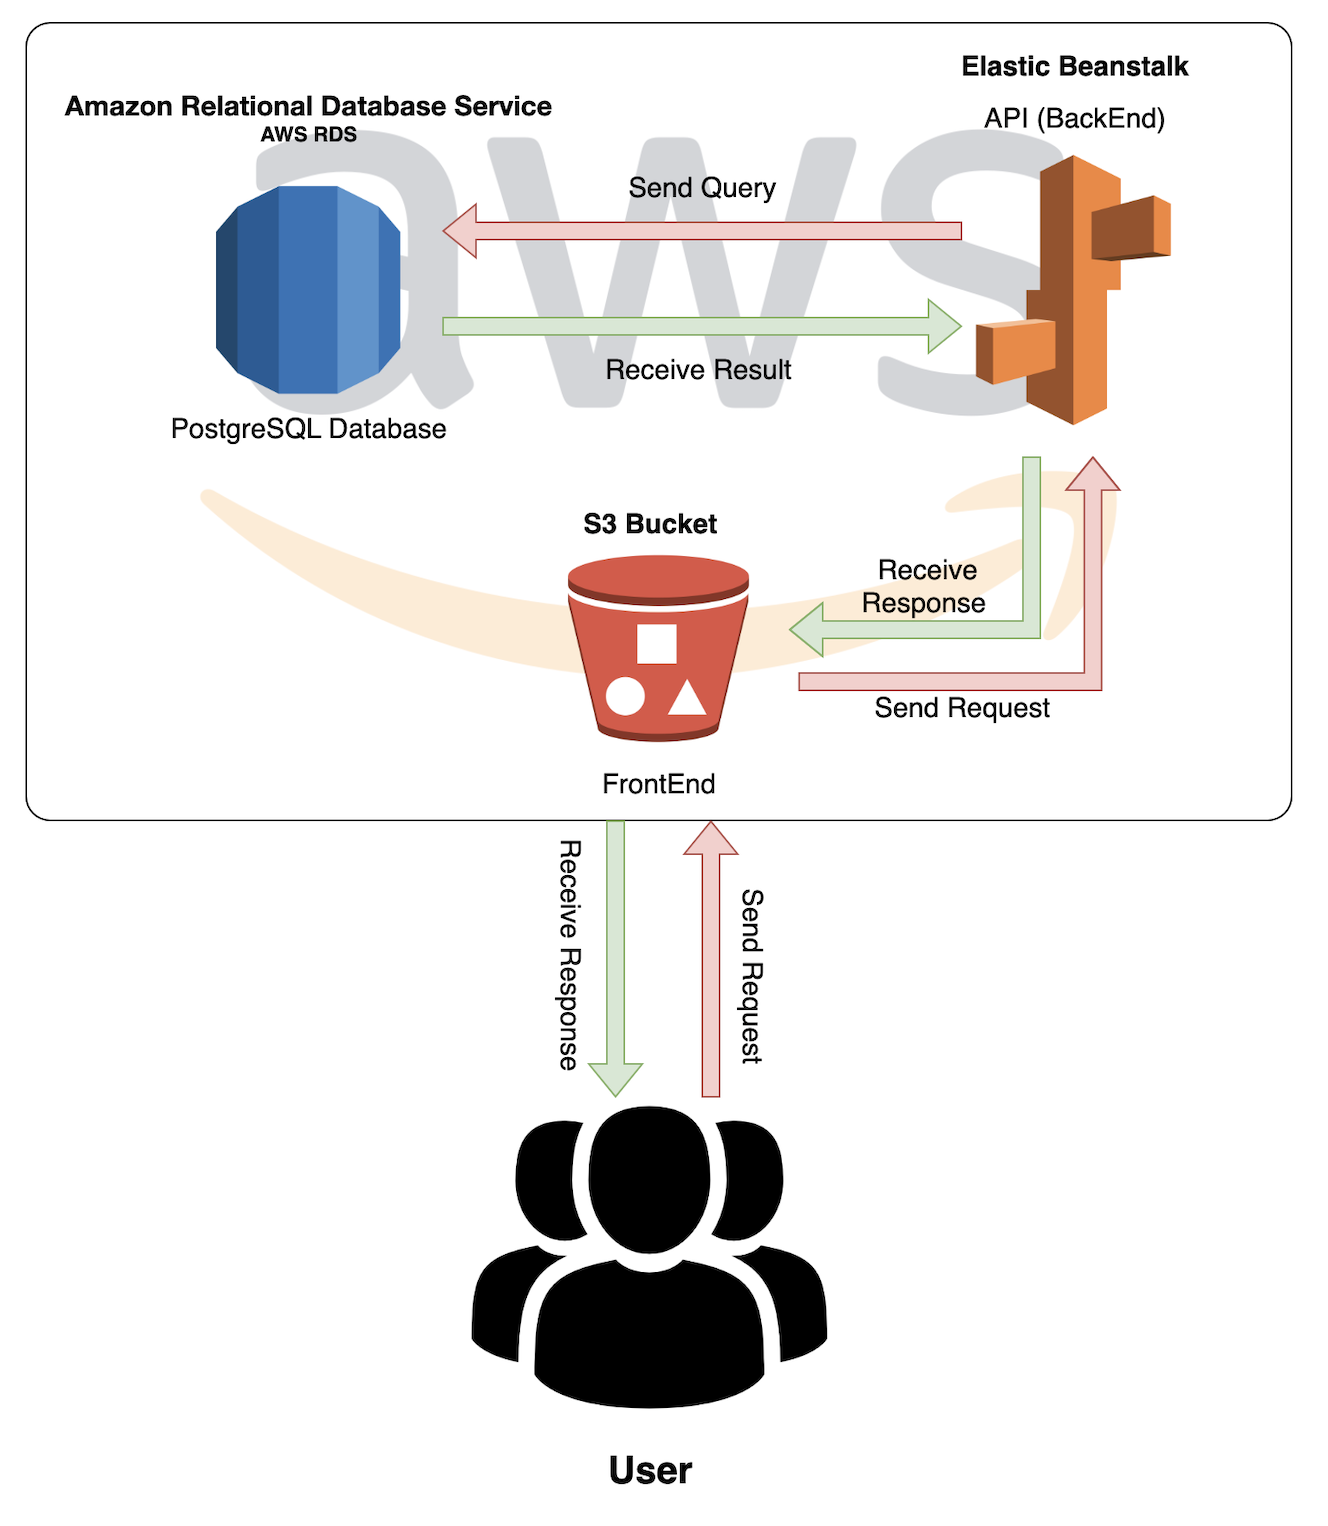 Elastic Beanstalk
API (BackEnd)
Amazon Relational Database Service
AWS RDS
aws
Send Query
Receive Result
PostgreSQL Database
S3 Bucket
Receive
Response
Send Request
FrontEnd
Receive Response
Send Request
User